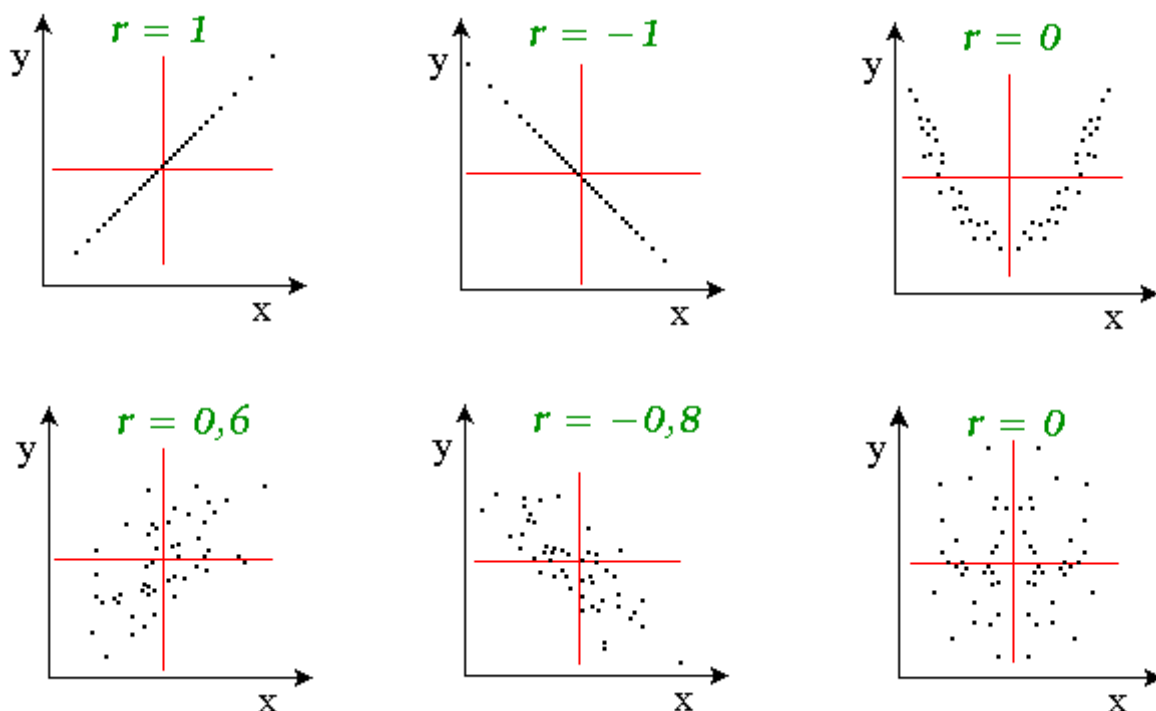 r = 1
y
x
r = −1
y
x
r = 0
y
x
r = 0,6
y
x
r = −0,8
y
x
r = 0
y
x